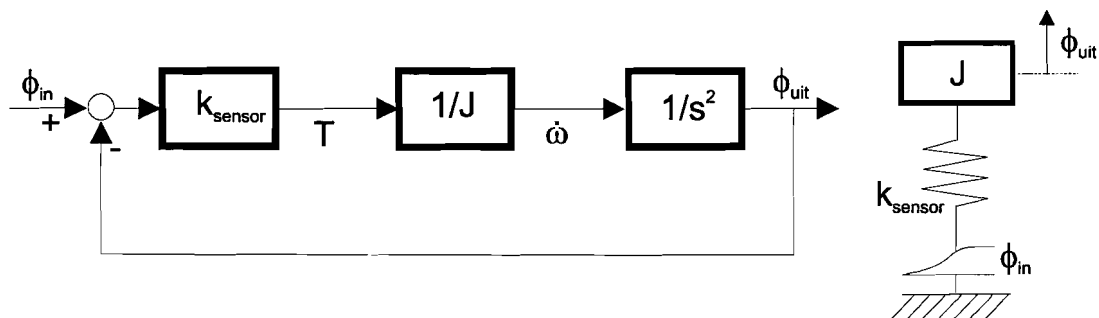 ϕin
+
-
ksensor
T
1/J
ω̇
1/s²
ϕuit
J
ϕuit
ksensor
ϕin